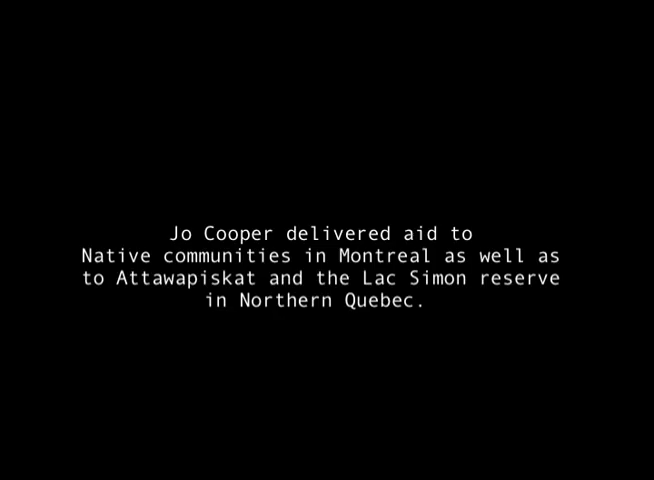 Jo Cooper delivered aid to
Native communities in Montreal as well as
to Attawapiskat and the Lac Simon reserve
in Northern Quebec.